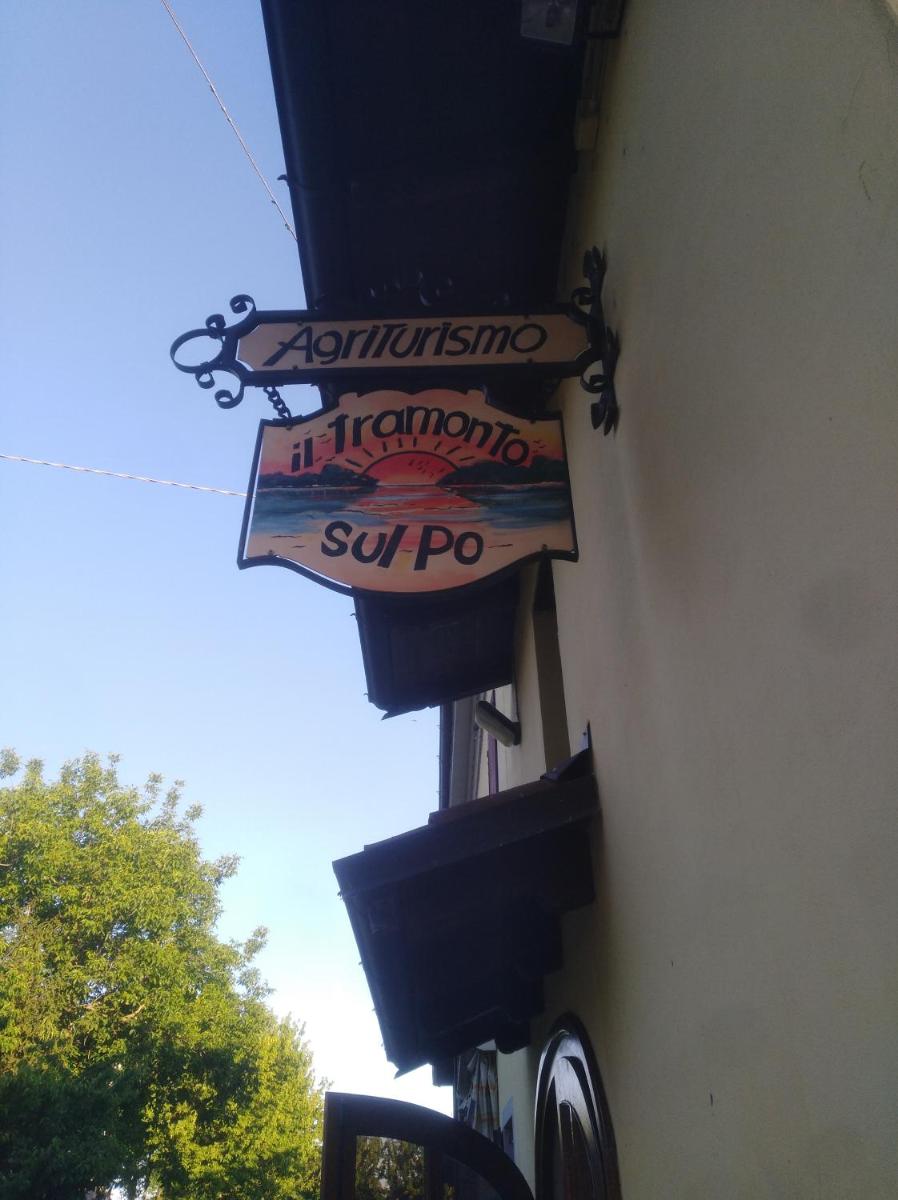 AgriTurismo
il Tramonto
sul Po